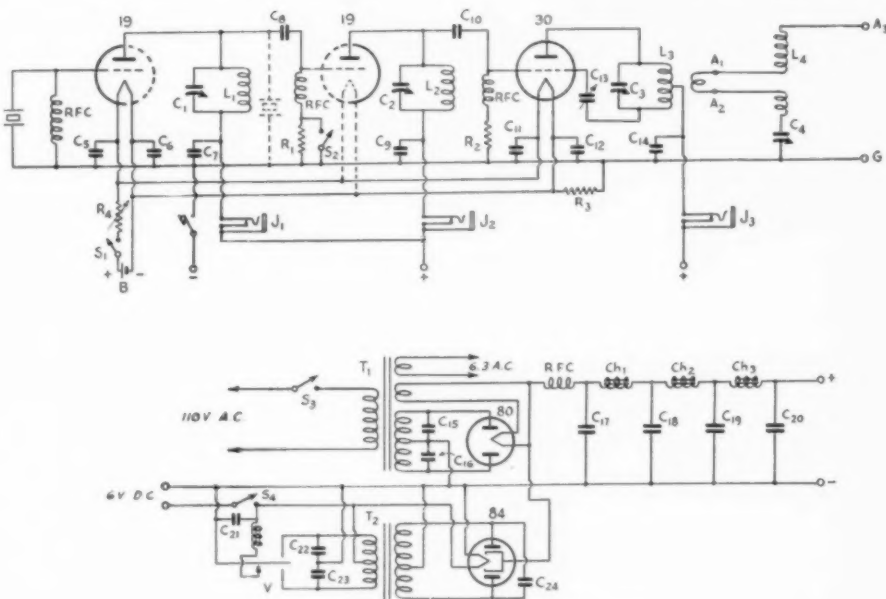 19
C8
19
C10
30
A3
RFC
C1
L1
RFC
C2
L2
RFC
C13
C3
L3
A1
A2
L4
C4
C5
C6
C7
R1
S2
C9
R2
C11
C12
C14
G
R4
R3
S1
J1
J2
J3
+ B -
-
+
+
T1
6.3 A.C.
RFC
Ch1
Ch2
Ch3
+
S3
110V A.C.
C15
80
C16
C17
C18
C19
C20
-
6V D.C.
S4
T2
84
C21
C22
C23
V
C24